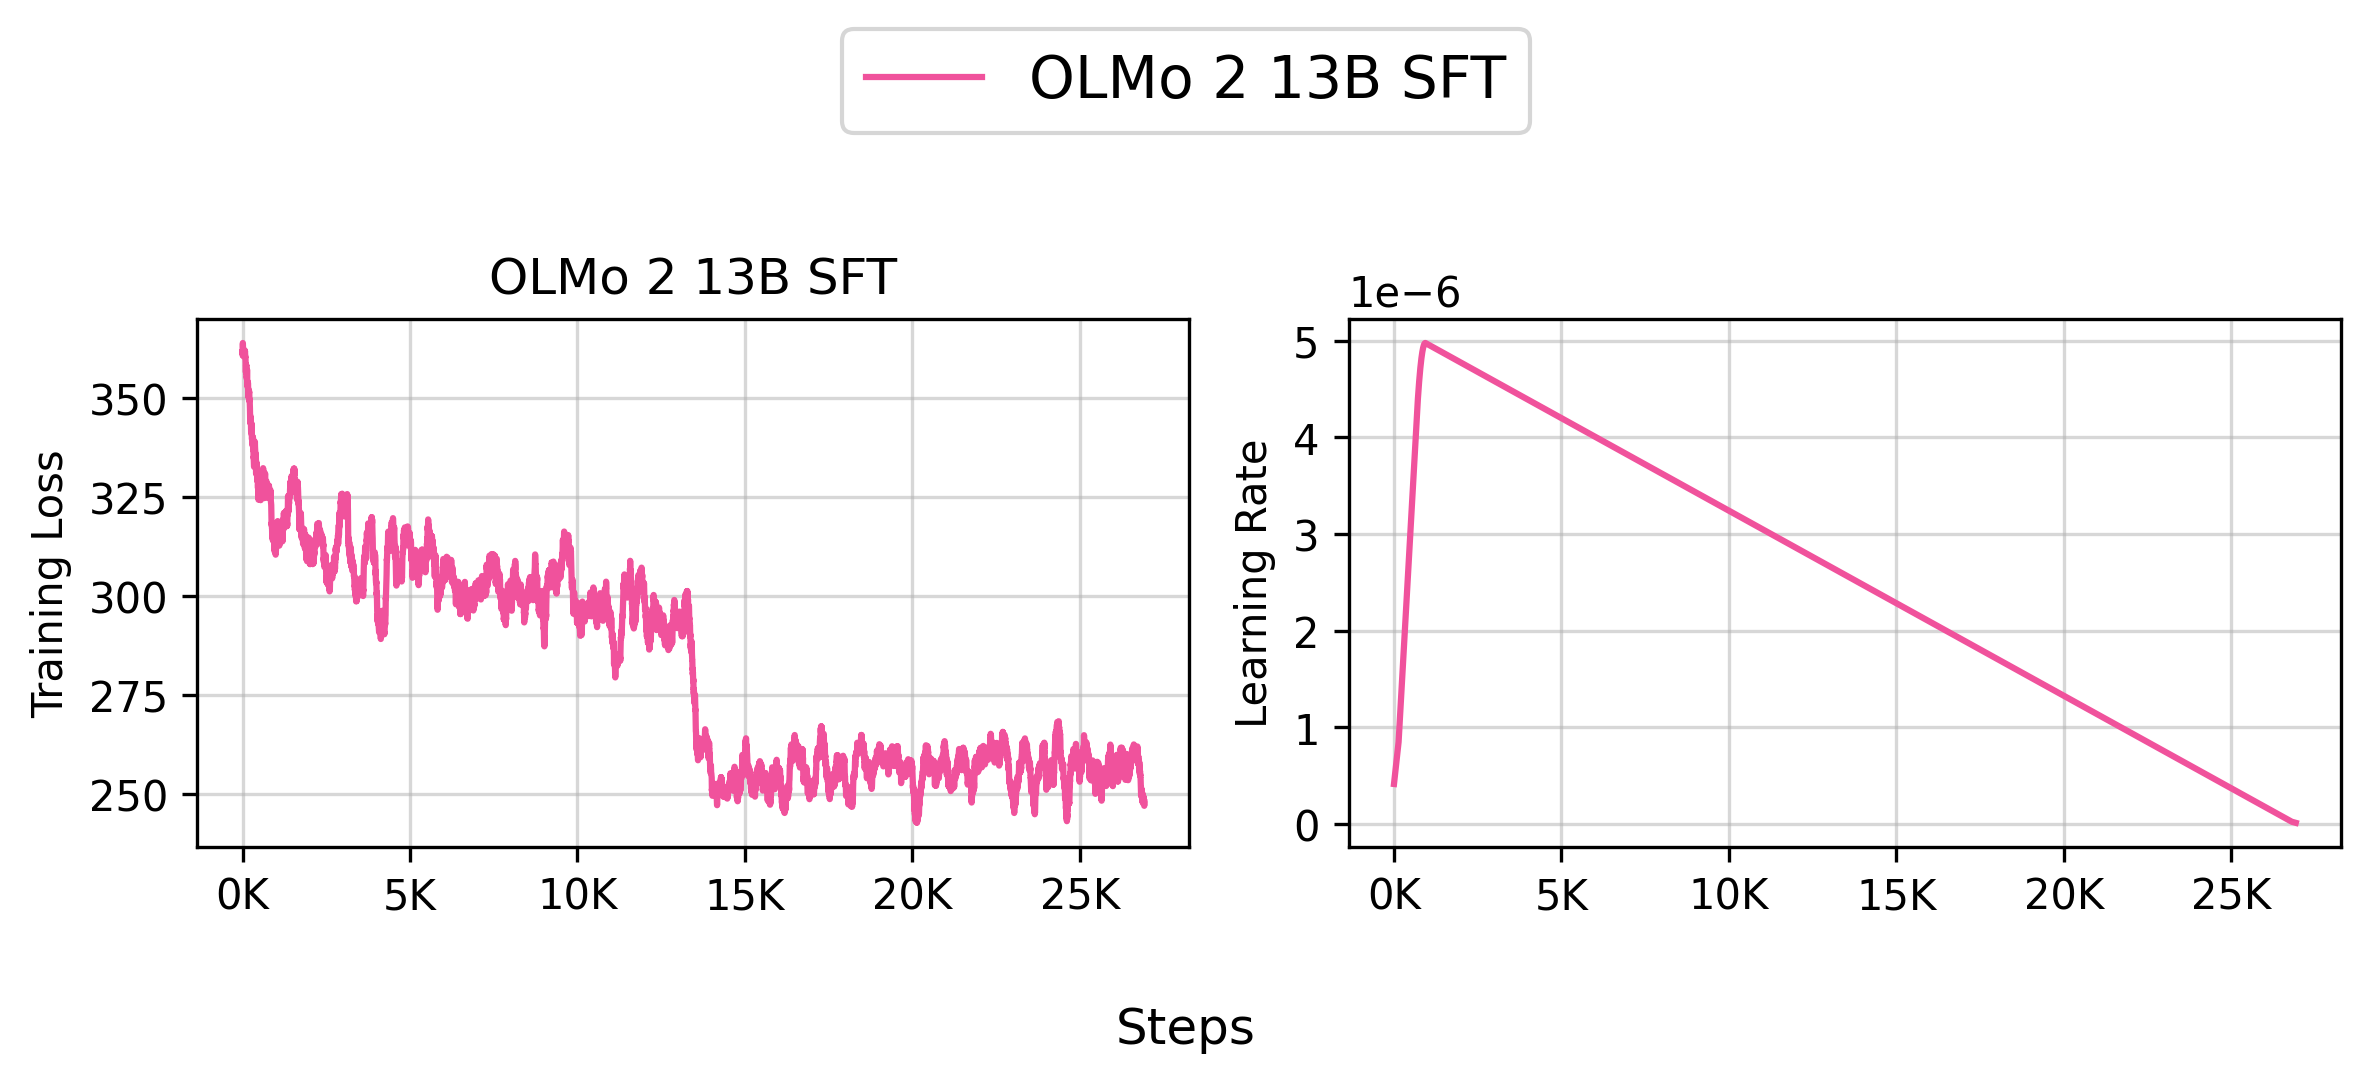 OLMo 2 13B SFT
OLMo 2 13B SFT
Training Loss
350
325
300
275
250
0K 5K 10K 15K 20K 25K
1e−6
Learning Rate
5
4
3
2
1
0
0K 5K 10K 15K 20K 25K
Steps